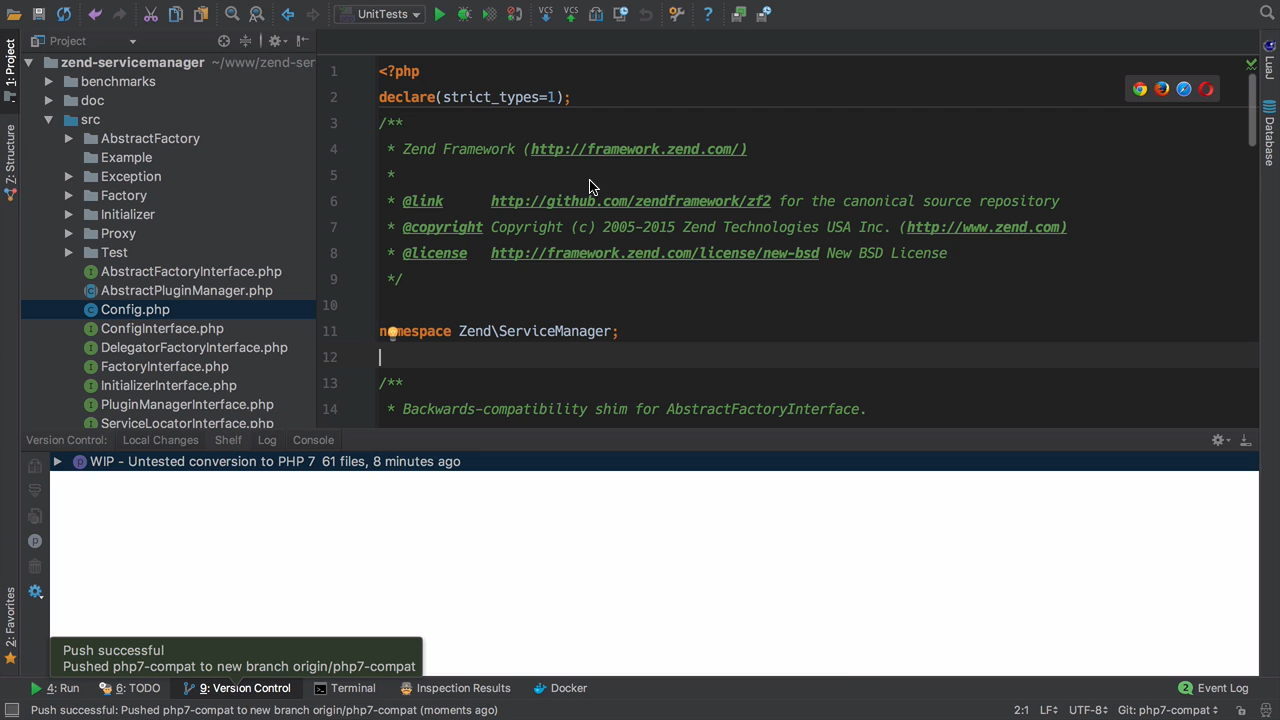 UnitTests
1: Project
Project
zend-servicemanager ~/www/zend-ser
benchmarks
doc
src
AbstractFactory
Example
Exception
Factory
Initializer
Proxy
Test
AbstractFactoryInterface.php
AbstractPluginManager.php
Config.php
ConfigInterface.php
DelegatorFactoryInterface.php
FactoryInterface.php
InitializerInterface.php
PluginManagerInterface.php
ServiceLocatorInterface.php
Z: Structure
2: Favorites
1 <?php
2 declare(strict_types=1);
3 /**
4 * Zend Framework (http://framework.zend.com/)
5 *
6 * @link http://github.com/zendframework/zf2 for the canonical source repository
7 * @copyright Copyright (c) 2005-2015 Zend Technologies USA Inc. (http://www.zend.com)
8 * @license http://framework.zend.com/license/new-bsd New BSD License
9 */
10
11 namespace Zend\ServiceManager;
12
13 /**
14 * Backwards-compatibility shim for AbstractFactoryInterface.
LuaJ
Database
Version Control: Local Changes Shelf Log Console
WIP - Untested conversion to PHP 7 61 files, 8 minutes ago
Push successful
Pushed php7-compat to new branch origin/php7-compat
4: Run 6: TODO 9: Version Control Terminal Inspection Results Docker 2 Event Log
Push successful: Pushed php7-compat to new branch origin/php7-compat (moments ago) 2:1 LF UTF-8 Git: php7-compat